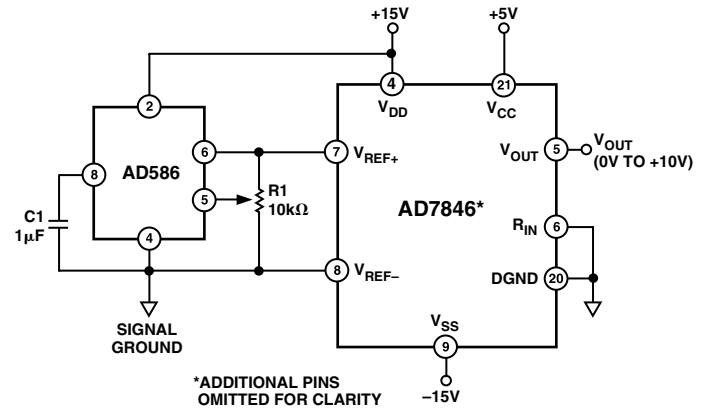 +15V
+5V
2
4
21
V_DD
V_CC
6
7
V_REF+
V_OUT
5
V_OUT
(0V TO +10V)
8
AD586
5
R1
10kΩ
AD7846*
C1
1μF
R_IN
6
4
8
V_REF–
DGND
20
SIGNAL
GROUND
V_SS
9
*ADDITIONAL PINS
OMITTED FOR CLARITY
–15V